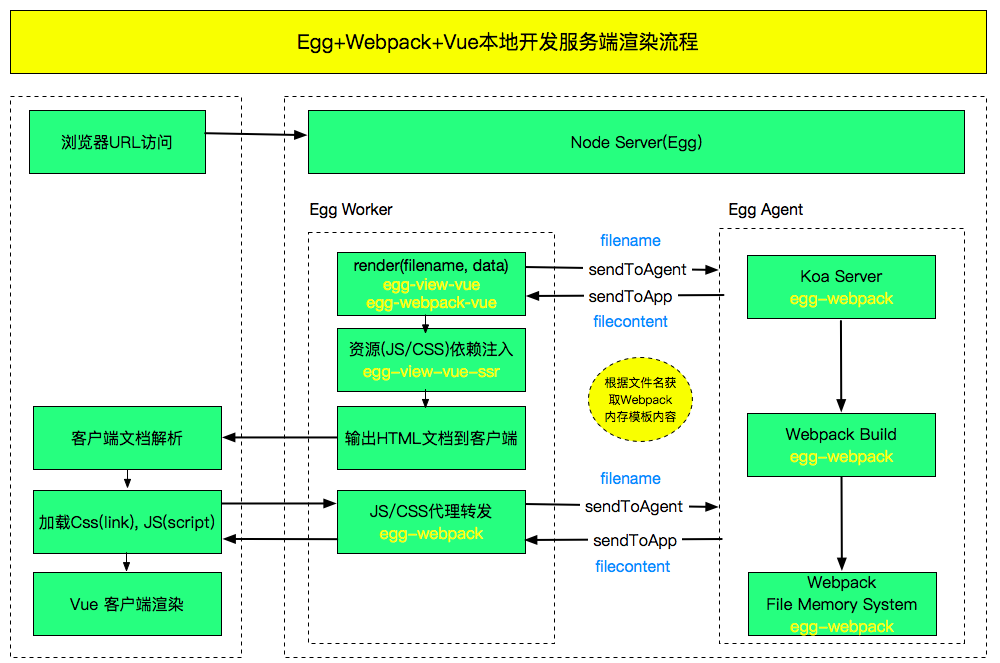 Egg+Webpack+Vue本地开发服务端渲染流程
浏览器URL访问
Node Server(Egg)
Egg Worker
Egg Agent
render(filename, data)
egg-view-vue
egg-webpack-vue
filename
sendToAgent
sendToApp
filecontent
Koa Server
egg-webpack
资源(JS/CSS)依赖注入
egg-view-vue-ssr
根据文件名获
取Webpack
内存模板内容
输出HTML文档到客户端
客户端文档解析
Webpack Build
egg-webpack
加载Css(link), JS(script)
JS/CSS代理转发
egg-webpack
filename
sendToAgent
sendToApp
filecontent
Vue 客户端渲染
Webpack
File Memory System
egg-webpack